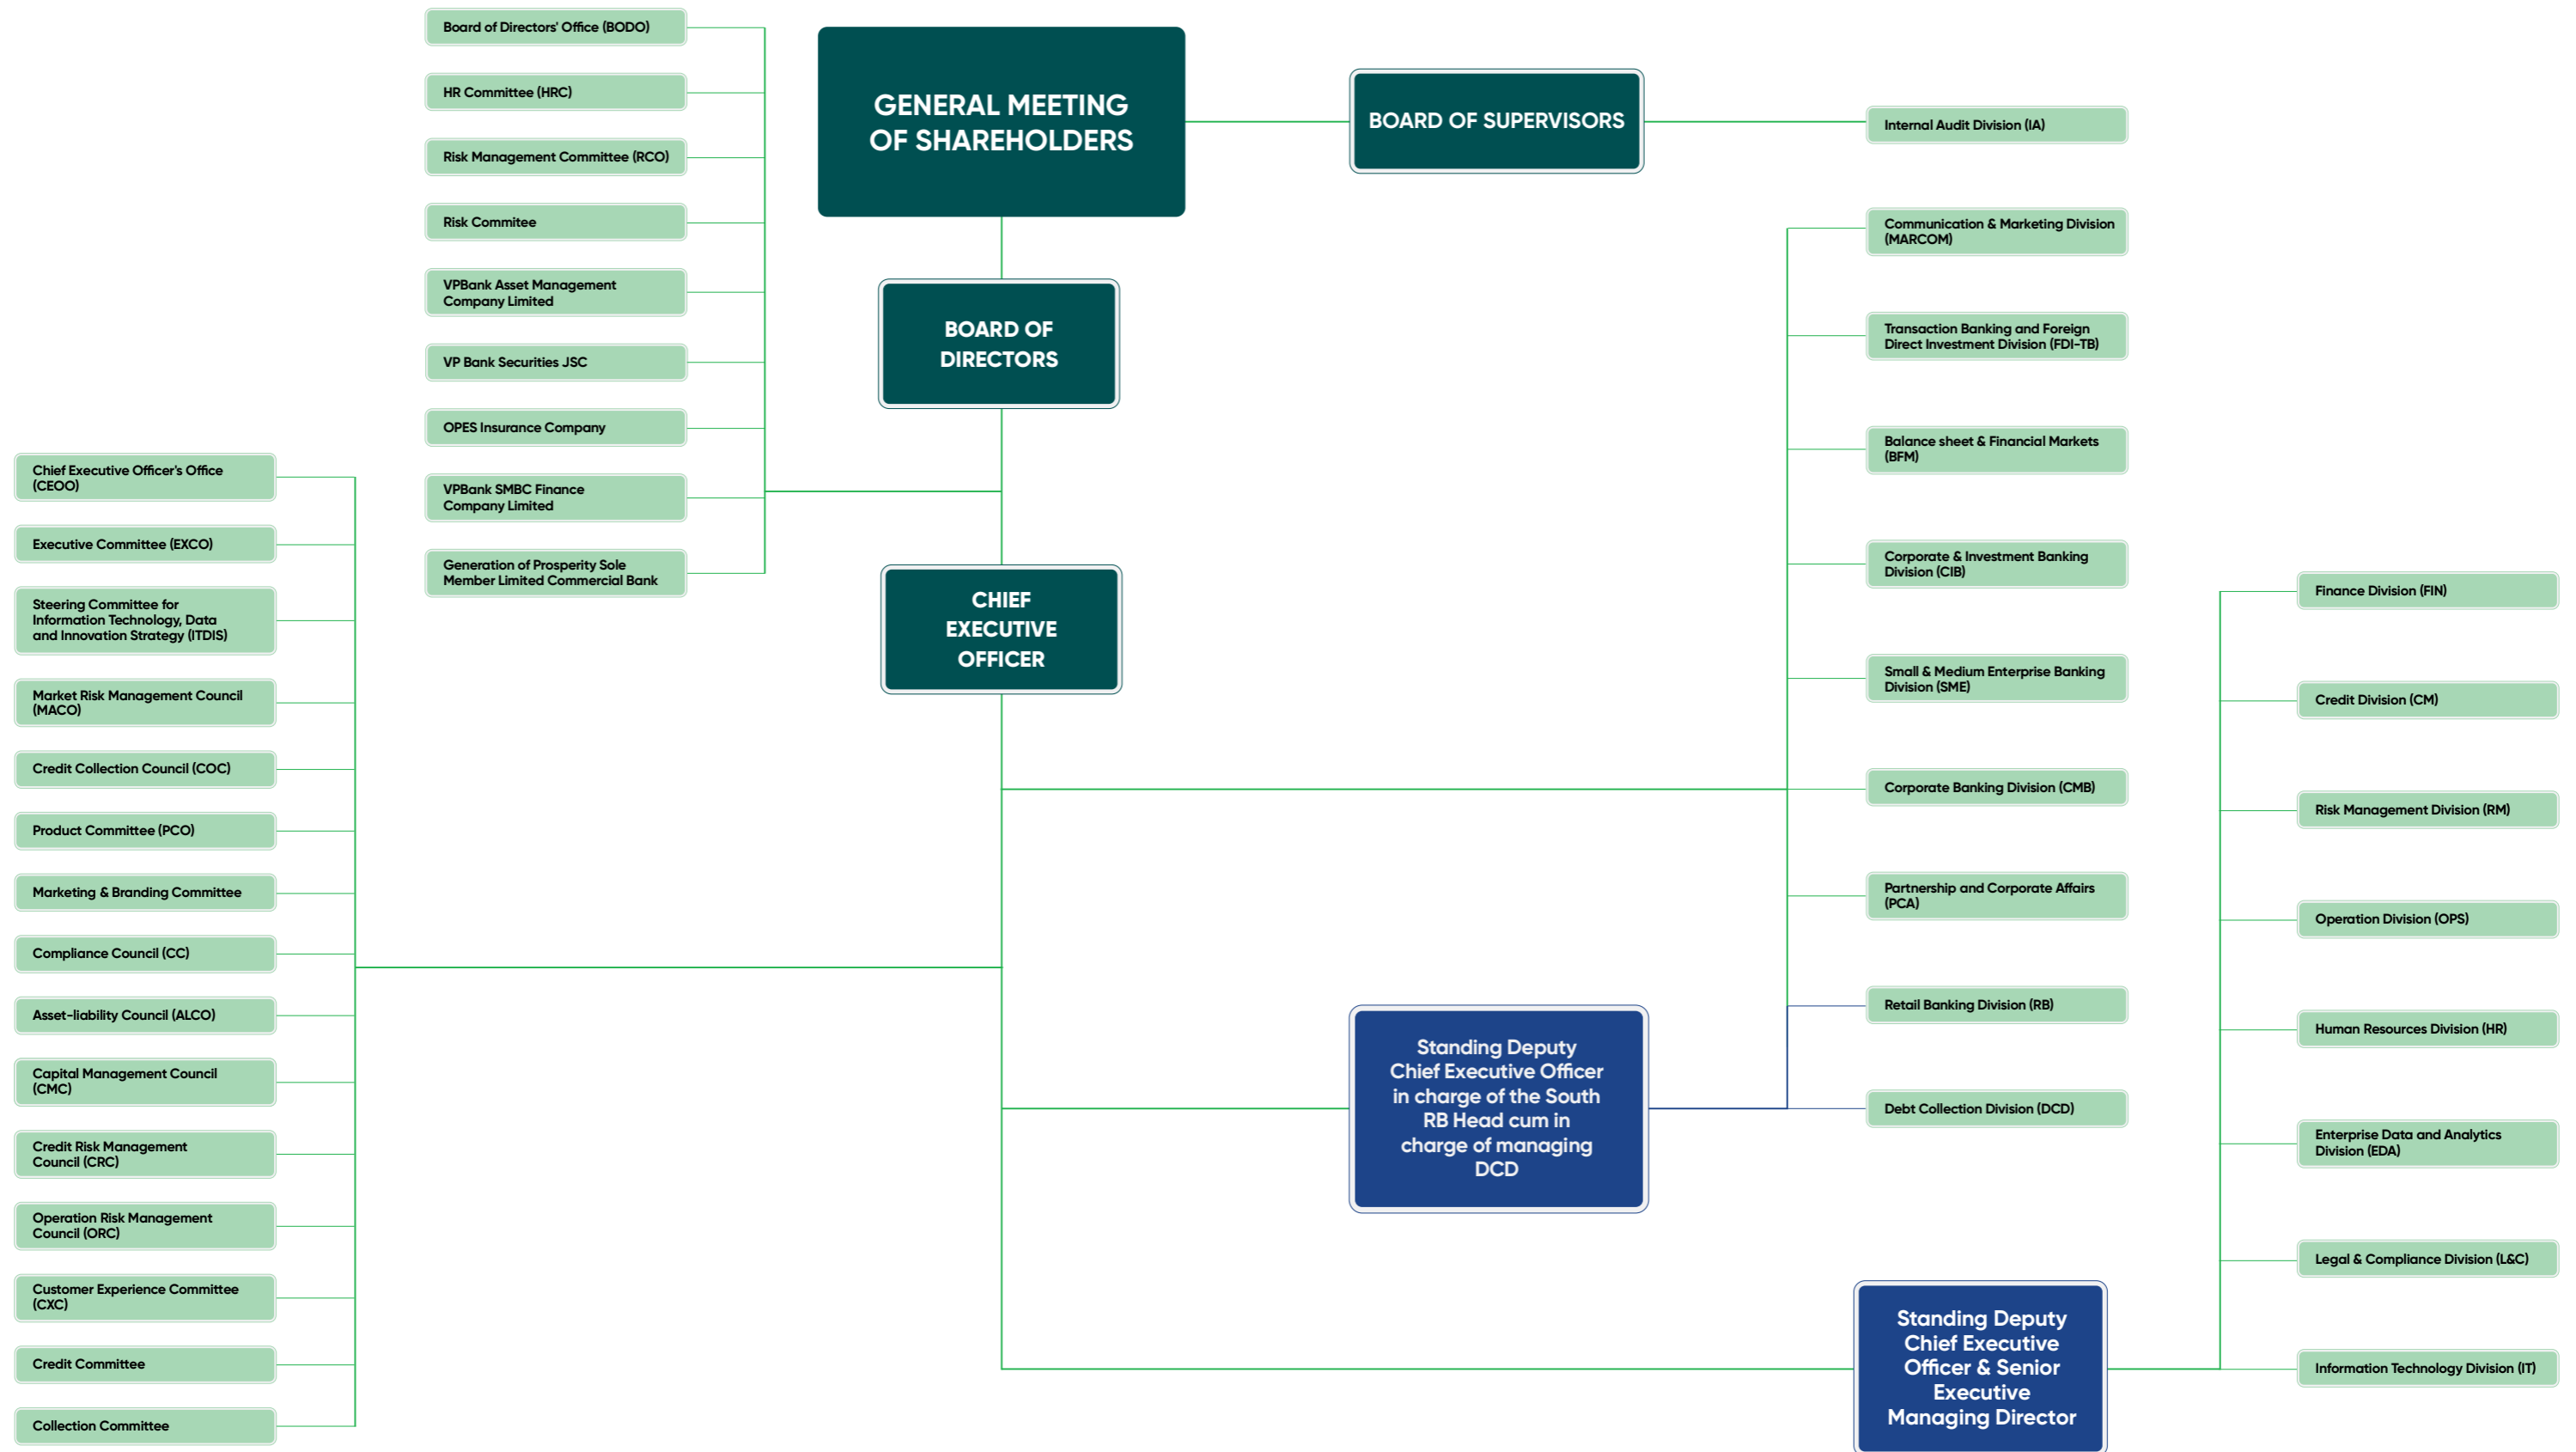 GENERAL MEETING
OF SHAREHOLDERS
BOARD OF SUPERVISORS
Internal Audit Division (IA)
BOARD OF
DIRECTORS
Board of Directors' Office (BODO)
HR Committee (HRC)
Risk Management Committee (RCO)
Risk Commitee
VPBank Asset Management
Company Limited
VP Bank Securities JSC
OPES Insurance Company
VPBank SMBC Finance
Company Limited
Generation of Prosperity Sole
Member Limited Commercial Bank
CHIEF
EXECUTIVE
OFFICER
Chief Executive Officer's Office
(CEOO)
Executive Committee (EXCO)
Steering Committee for
Information Technology, Data
and Innovation Strategy (ITDIS)
Market Risk Management Council
(MACO)
Credit Collection Council (COC)
Product Committee (PCO)
Marketing & Branding Committee
Compliance Council (CC)
Asset-liability Council (ALCO)
Capital Management Council
(CMC)
Credit Risk Management
Council (CRC)
Operation Risk Management
Council (ORC)
Customer Experience Committee
(CXC)
Credit Committee
Collection Committee
Communication & Marketing Division
(MARCOM)
Transaction Banking and Foreign
Direct Investment Division (FDI-TB)
Balance sheet & Financial Markets
(BFM)
Corporate & Investment Banking
Division (CIB)
Small & Medium Enterprise Banking
Division (SME)
Corporate Banking Division (CMB)
Partnership and Corporate Affairs
(PCA)
Standing Deputy
Chief Executive Officer
in charge of the South
RB Head cum in
charge of managing
DCD
Retail Banking Division (RB)
Debt Collection Division (DCD)
Standing Deputy
Chief Executive
Officer & Senior
Executive
Managing Director
Finance Division (FIN)
Credit Division (CM)
Risk Management Division (RM)
Operation Division (OPS)
Human Resources Division (HR)
Enterprise Data and Analytics
Division (EDA)
Legal & Compliance Division (L&C)
Information Technology Division (IT)